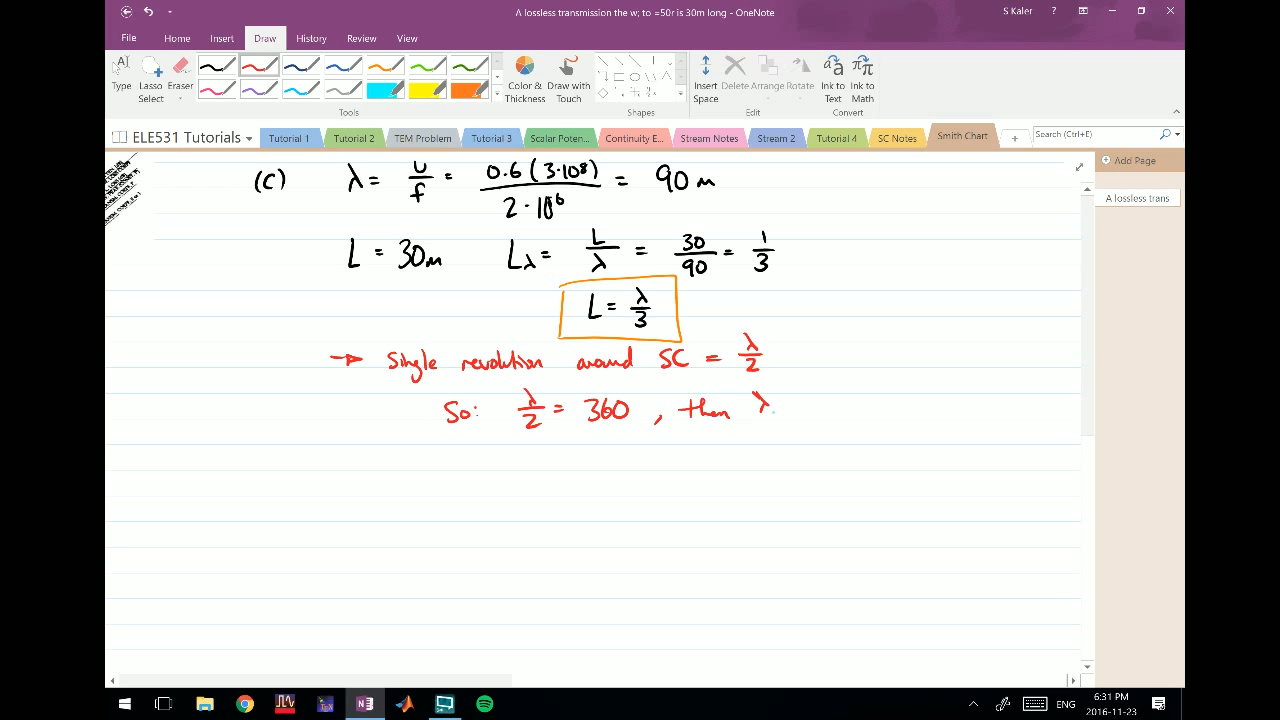 A lossless transmission the w; to =50r is 30m long - OneNote
S Kaler
?
File Home Insert Draw History Review View
Type
Lasso Select
Eraser
Color & Thickness
Draw with Touch
Insert Space
Delete
Arrange
Rotate
Ink to Text
Ink to Math
Tools Shapes Edit Convert
ELE531 Tutorials
Tutorial 1 Tutorial 2 TEM Problem Tutorial 3 Scalar Poten... Continuity E... Stream Notes Stream 2 Tutorial 4 SC Notes Smith Chart +
Search (Ctrl+E)
Add Page
A lossless trans
(c) λ = u/f = 0.6(3·10⁸)/2·10⁶ = 90 m
L = 30m Lλ = L/λ = 30/90 = 1/3
L = λ/3
→ Single revolution around SC = λ/2
So: λ/2 = 360 , then λ
ENG
6:31 PM
2016-11-23